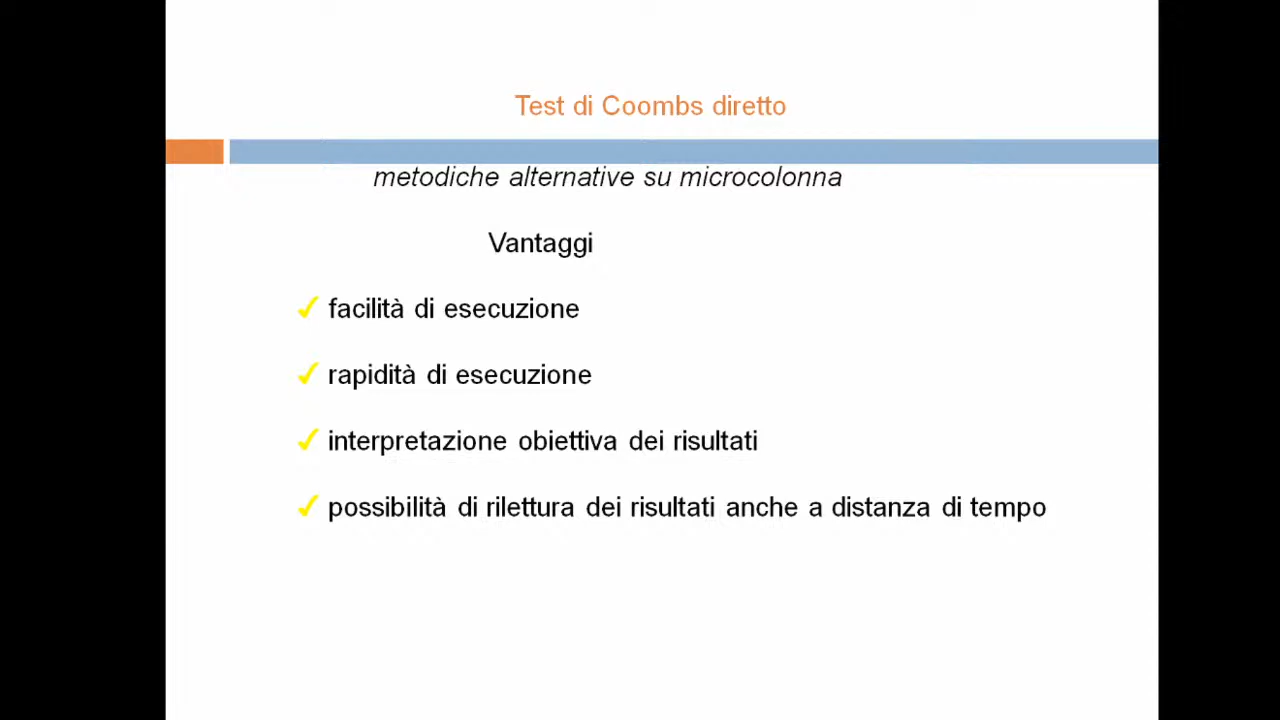 Test di Coombs diretto
metodiche alternative su microcolonna
Vantaggi
✓ facilità di esecuzione
✓ rapidità di esecuzione
✓ interpretazione obiettiva dei risultati
✓ possibilità di rilettura dei risultati anche a distanza di tempo